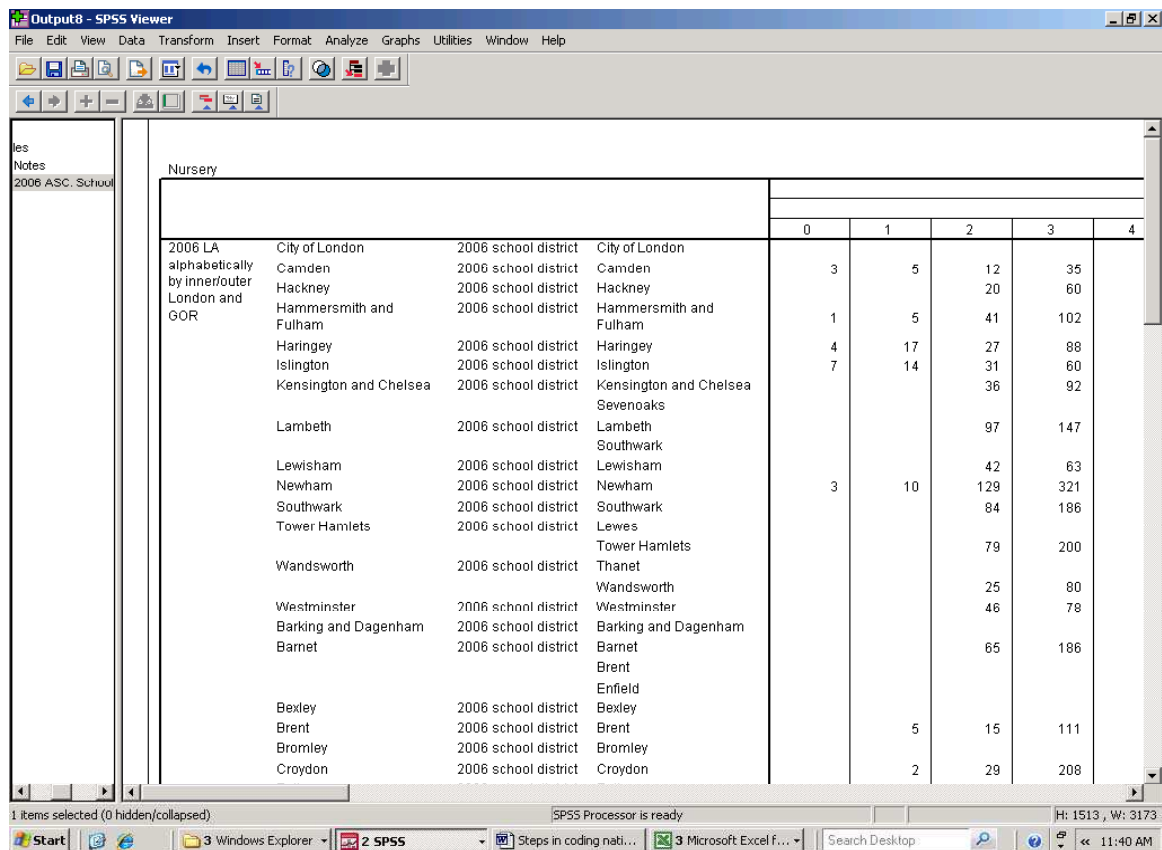 Output8 - SPSS Viewer
File Edit View Data Transform Insert Format Analyze Graphs Utilities Window Help
les
Notes
2006 ASC. School
Nursery
0 1 2 3 4
2006 LA alphabetically by inner/outer London and GOR
City of London 2006 school district City of London
Camden 2006 school district Camden 3 5 12 35
Hackney 2006 school district Hackney 20 60
Hammersmith and Fulham 2006 school district Hammersmith and Fulham 1 5 41 102
Haringey 2006 school district Haringey 4 17 27 88
Islington 2006 school district Islington 7 14 31 60
Kensington and Chelsea 2006 school district Kensington and Chelsea 36 92
Sevenoaks
Lambeth 2006 school district Lambeth 97 147
Southwark
Lewisham 2006 school district Lewisham 42 63
Newham 2006 school district Newham 3 10 129 321
Southwark 2006 school district Southwark 84 186
Tower Hamlets 2006 school district Lewes
Tower Hamlets 79 200
Wandsworth 2006 school district Thanet
Wandsworth 25 80
Westminster 2006 school district Westminster 46 78
Barking and Dagenham 2006 school district Barking and Dagenham
Barnet 2006 school district Barnet 65 186
Brent
Enfield
Bexley 2006 school district Bexley
Brent 2006 school district Brent 5 15 111
Bromley 2006 school district Bromley
Croydon 2006 school district Croydon 2 29 208
1 items selected (0 hidden/collapsed) SPSS Processor is ready H: 1513 , W: 3173
Start 3 Windows Explorer 2 SPSS Steps in coding nati... 3 Microsoft Excel f... Search Desktop « 11:40 AM